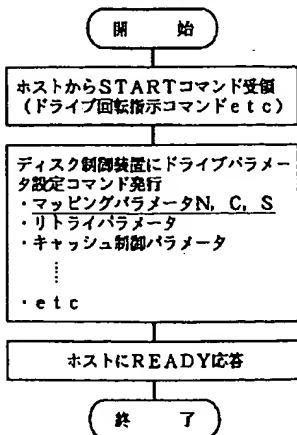 開始
ホストからSTARTコマンド受領
(ドライブ回転指示コマンドetc)
ディスク制御装置にドライブパラメー
タ設定コマンド発行
・マッピングパラメータN, C, S
・リトライパラメータ
・キャッシュ制御パラメータ
⋮
・etc
ホストにREADY応答
終了